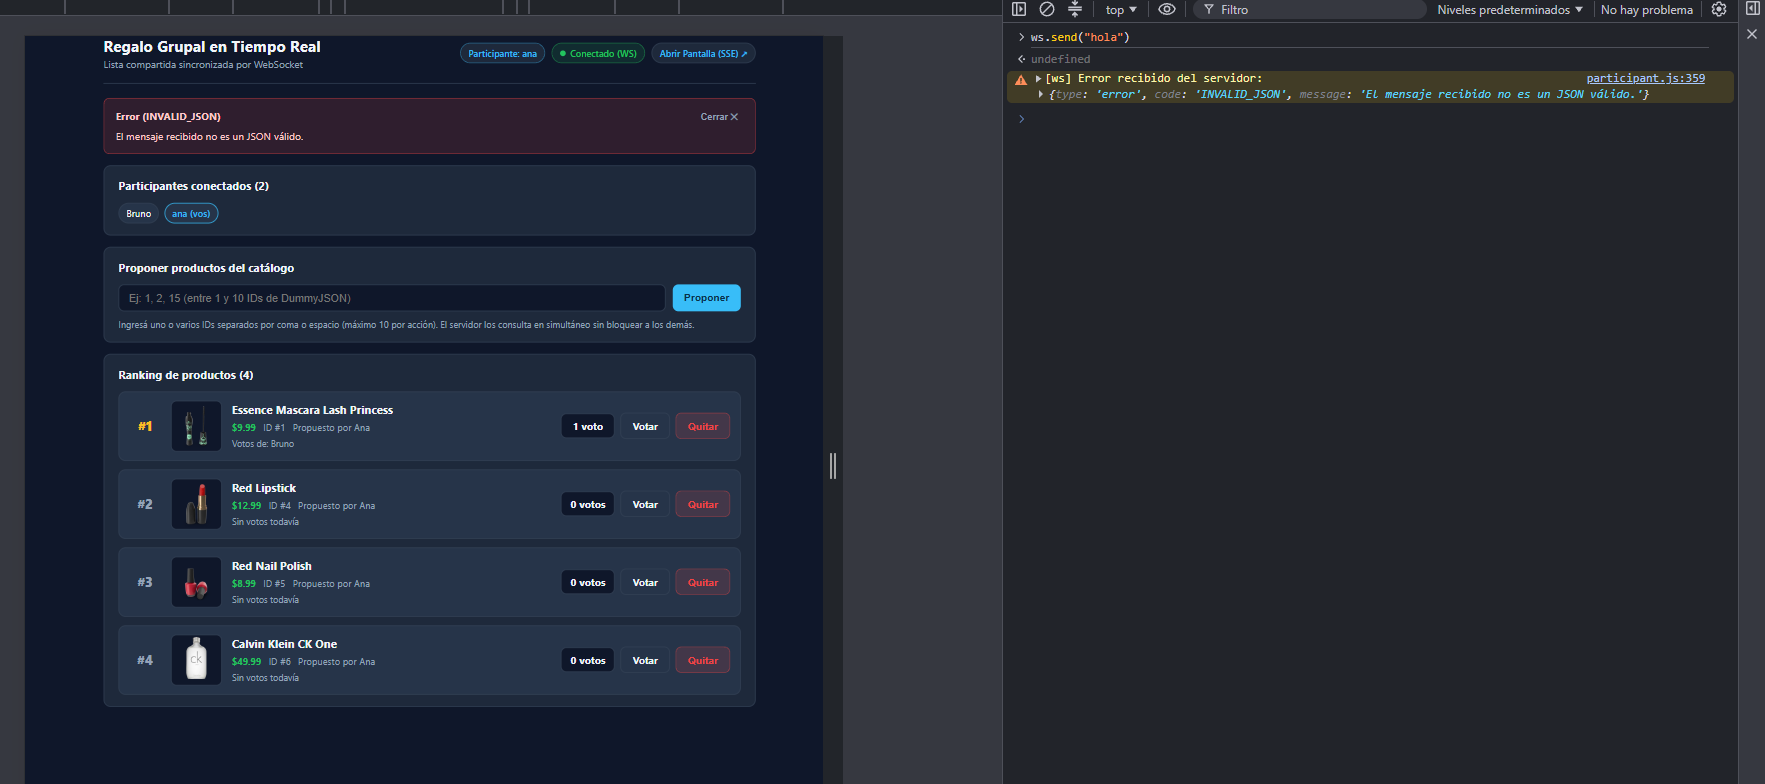 Regalo Grupal en Tiempo Real
Lista compartida sincronizada por WebSocket
Participante: ana
Conectado (WS)
Abrir Pantalla (SSE) ↗
Error (INVALID_JSON)
Cerrar ✕
El mensaje recibido no es un JSON válido.
Participantes conectados (2)
Bruno
ana (vos)
Proponer productos del catálogo
Ej: 1, 2, 15 (entre 1 y 10 IDs de DummyJSON)
Proponer
Ingresá uno o varios IDs separados por coma o espacio (máximo 10 por acción). El servidor los consulta en simultáneo sin bloquear a los demás.
Ranking de productos (4)
#1
Essence Mascara Lash Princess
$9.99 ID #1 Propuesto por Ana
Votos de: Bruno
1 voto
Votar
Quitar
#2
Red Lipstick
$12.99 ID #4 Propuesto por Ana
Sin votos todavía
0 votos
Votar
Quitar
#3
Red Nail Polish
$8.99 ID #5 Propuesto por Ana
Sin votos todavía
0 votos
Votar
Quitar
#4
ck
Calvin Klein CK One
$49.99 ID #6 Propuesto por Ana
Sin votos todavía
0 votos
Votar
Quitar
top
Filtro
Niveles predeterminados
No hay problema
ws.send("hola")
undefined
[ws] Error recibido del servidor:
participant.js:359
{type: 'error', code: 'INVALID_JSON', message: 'El mensaje recibido no es un JSON válido.'}